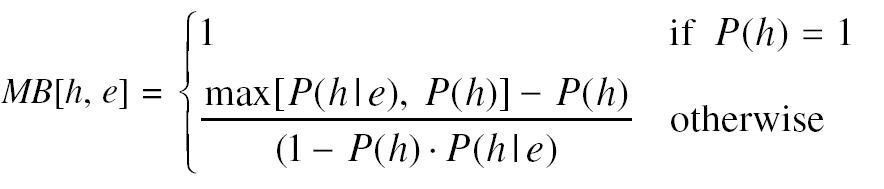 MB[h, e] = { 1 if P(h) = 1
max[P(h|e), P(h)] − P(h)
(1 − P(h) · P(h|e) otherwise